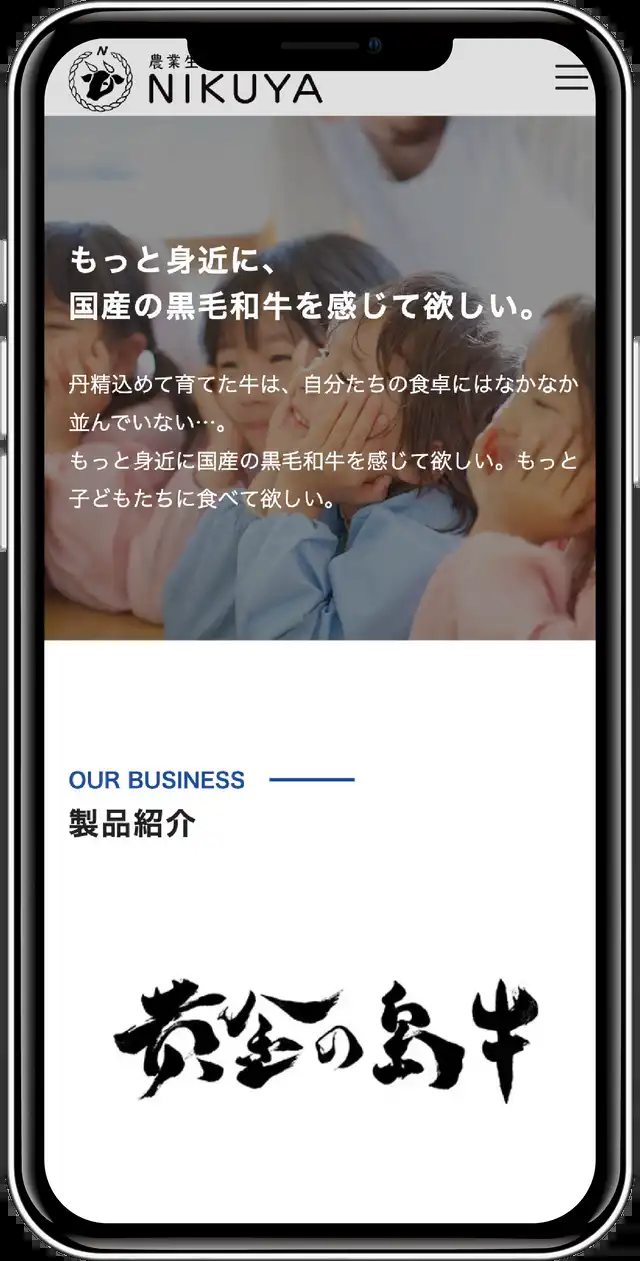 N
農業生
NIKUYA
もっと身近に、
国産の黒毛和牛を感じて欲しい。
丹精込めて育てた牛は、自分たちの食卓にはなかなか
並んでいない…。
もっと身近に国産の黒毛和牛を感じて欲しい。もっと
子どもたちに食べて欲しい。
OUR BUSINESS
製品紹介
黄金の島牛